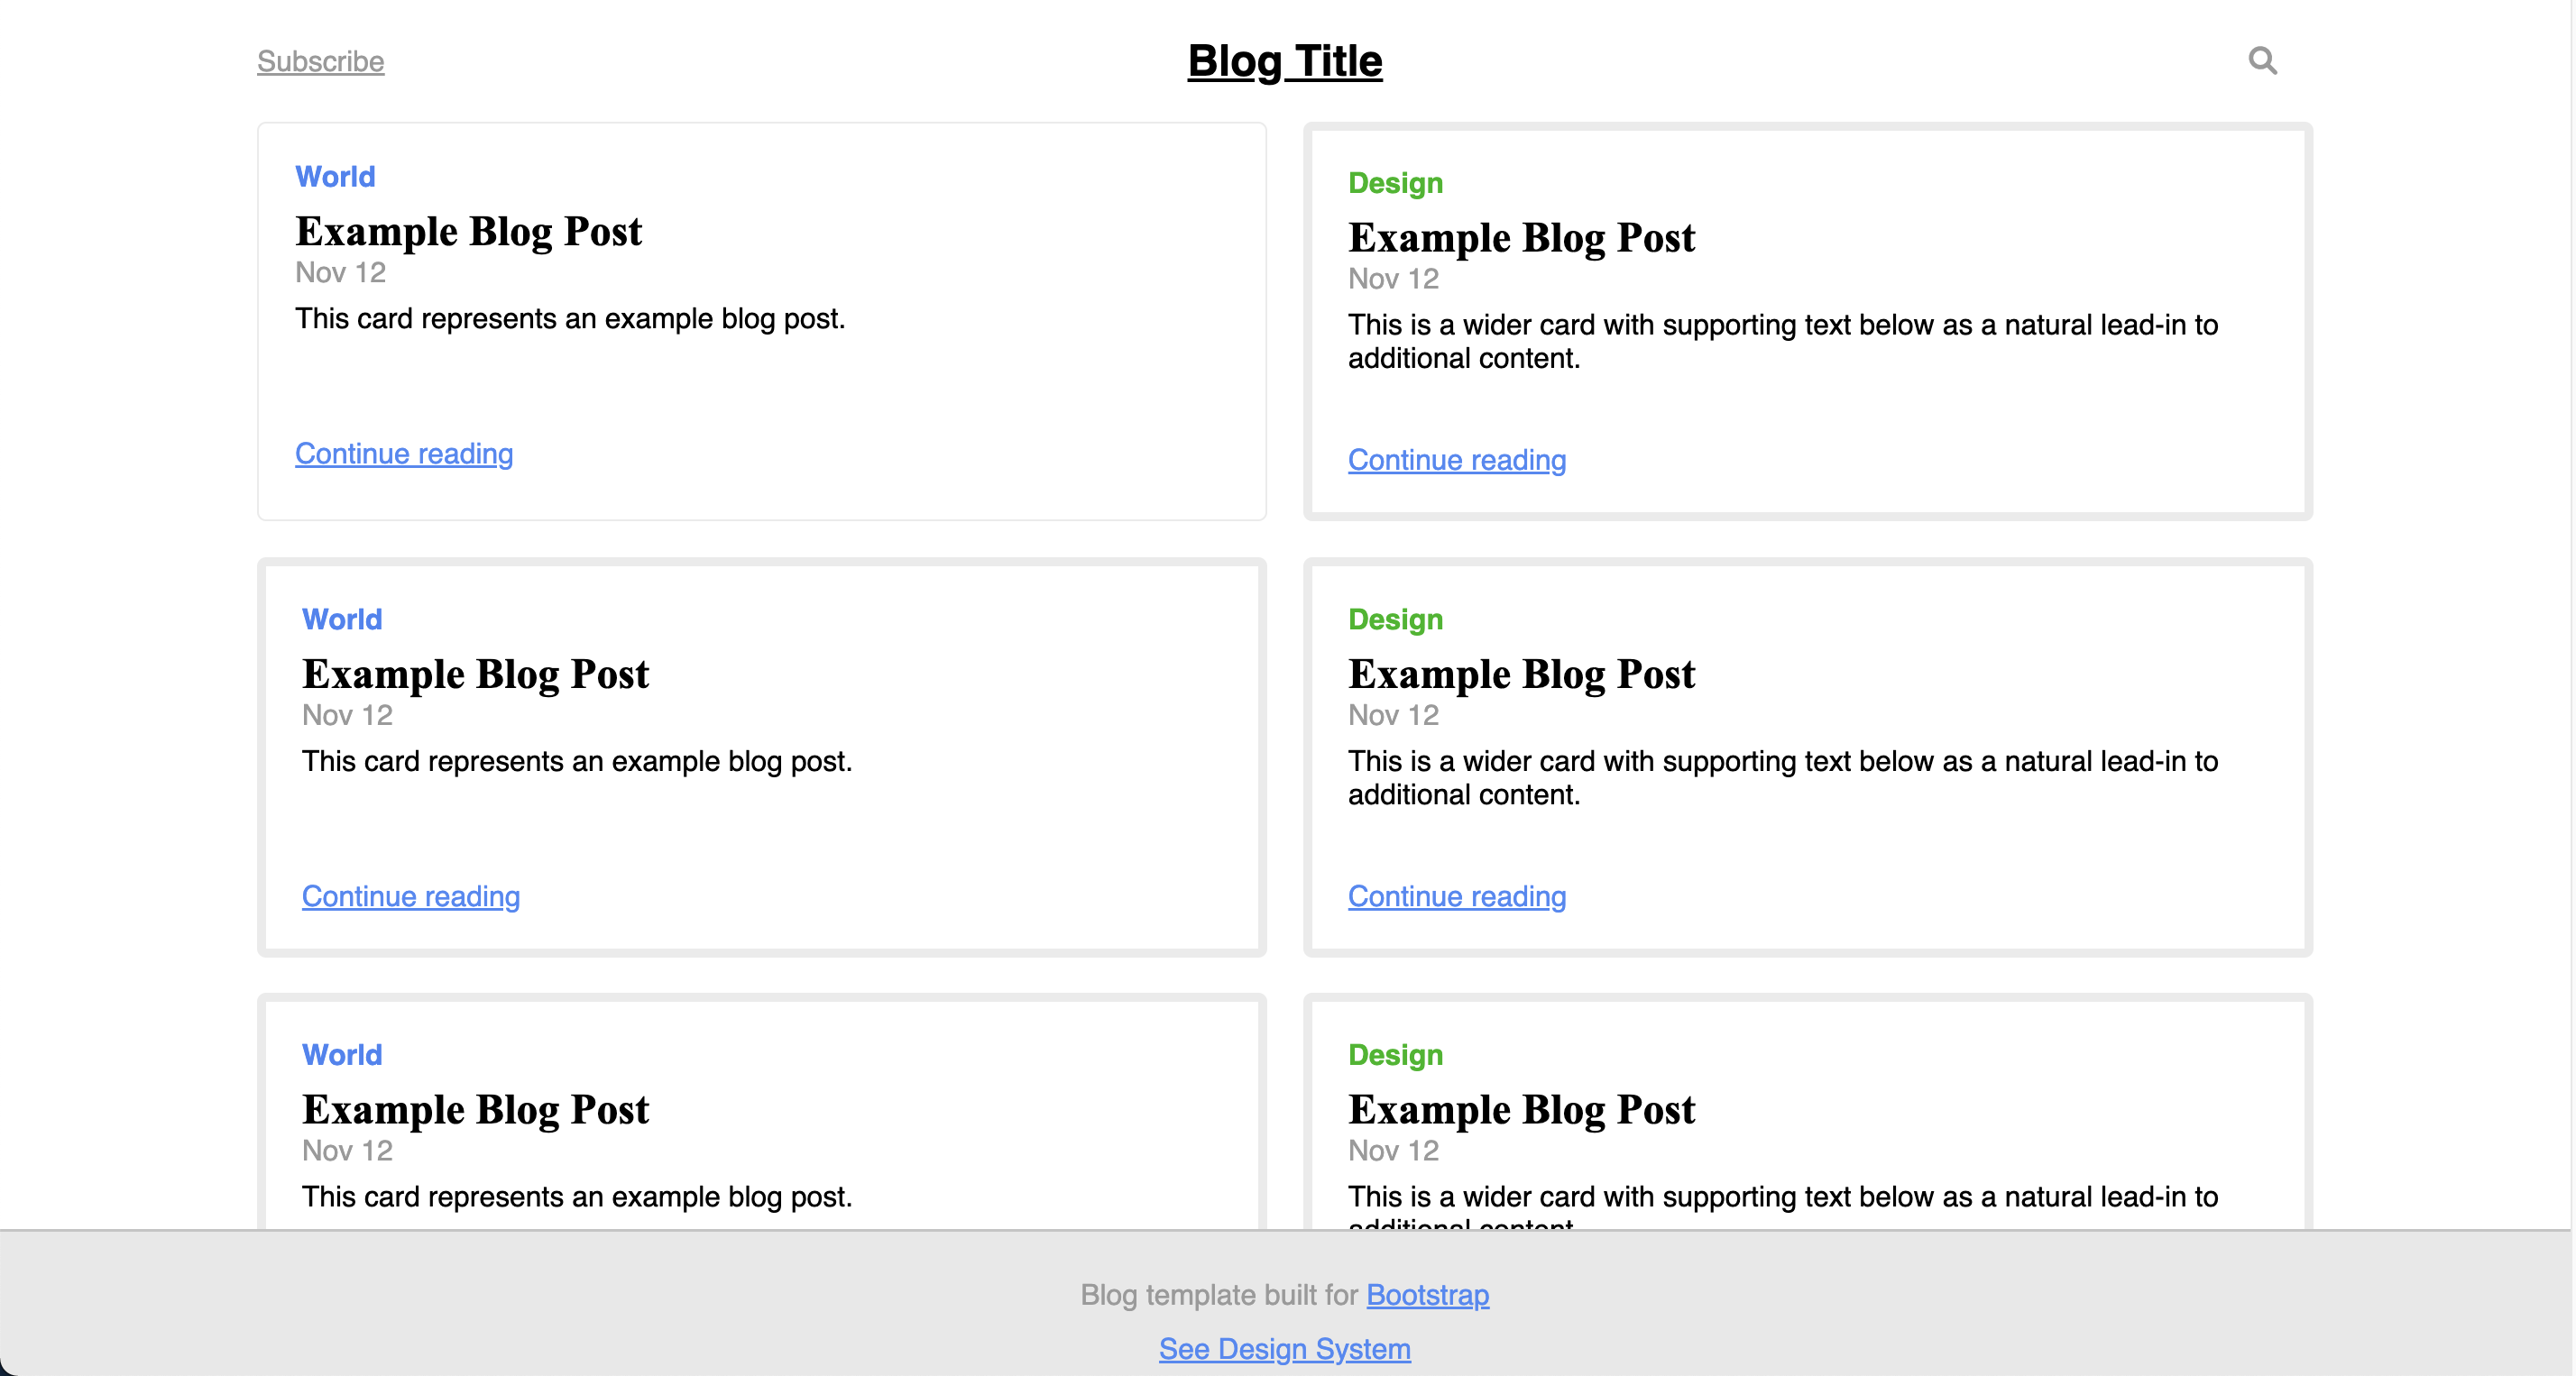 Subscribe
Blog Title
World
Example Blog Post
Nov 12
This card represents an example blog post.
Continue reading
Design
Example Blog Post
Nov 12
This is a wider card with supporting text below as a natural lead-in to
additional content.
Continue reading
World
Example Blog Post
Nov 12
This card represents an example blog post.
Continue reading
Design
Example Blog Post
Nov 12
This is a wider card with supporting text below as a natural lead-in to
additional content.
Continue reading
World
Example Blog Post
Nov 12
This card represents an example blog post.
Design
Example Blog Post
Nov 12
This is a wider card with supporting text below as a natural lead-in to
additional content.
Blog template built for Bootstrap
See Design System